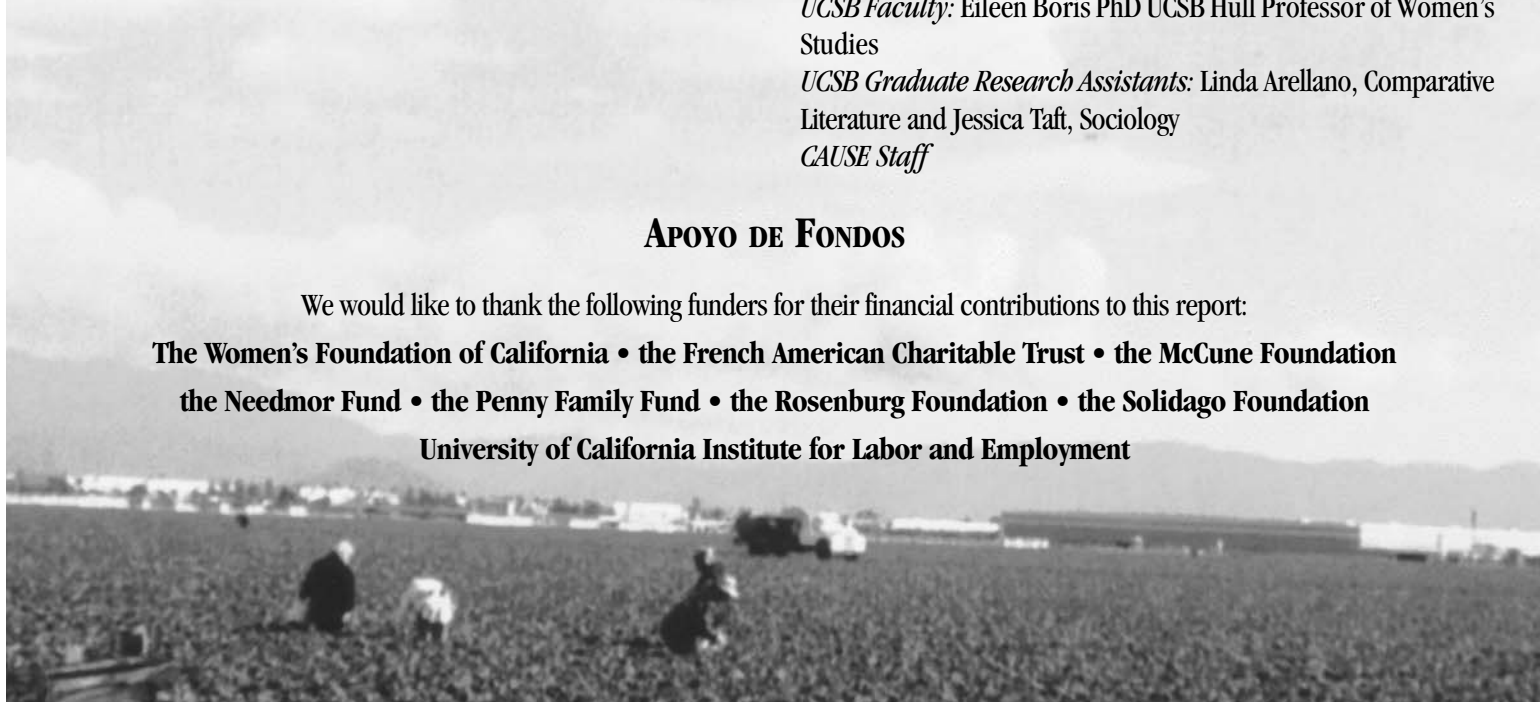 UCSB Faculty: Eileen Boris PhD UCSB Hull Professor of Women's
Studies
UCSB Graduate Research Assistants: Linda Arellano, Comparative
Literature and Jessica Taft, Sociology
CAUSE Staff
APOYO DE FONDOS
We would like to thank the following funders for their financial contributions to this report:
The Women's Foundation of California • the French American Charitable Trust • the McCune Foundation
the Needmor Fund • the Penny Family Fund • the Rosenburg Foundation • the Solidago Foundation
University of California Institute for Labor and Employment